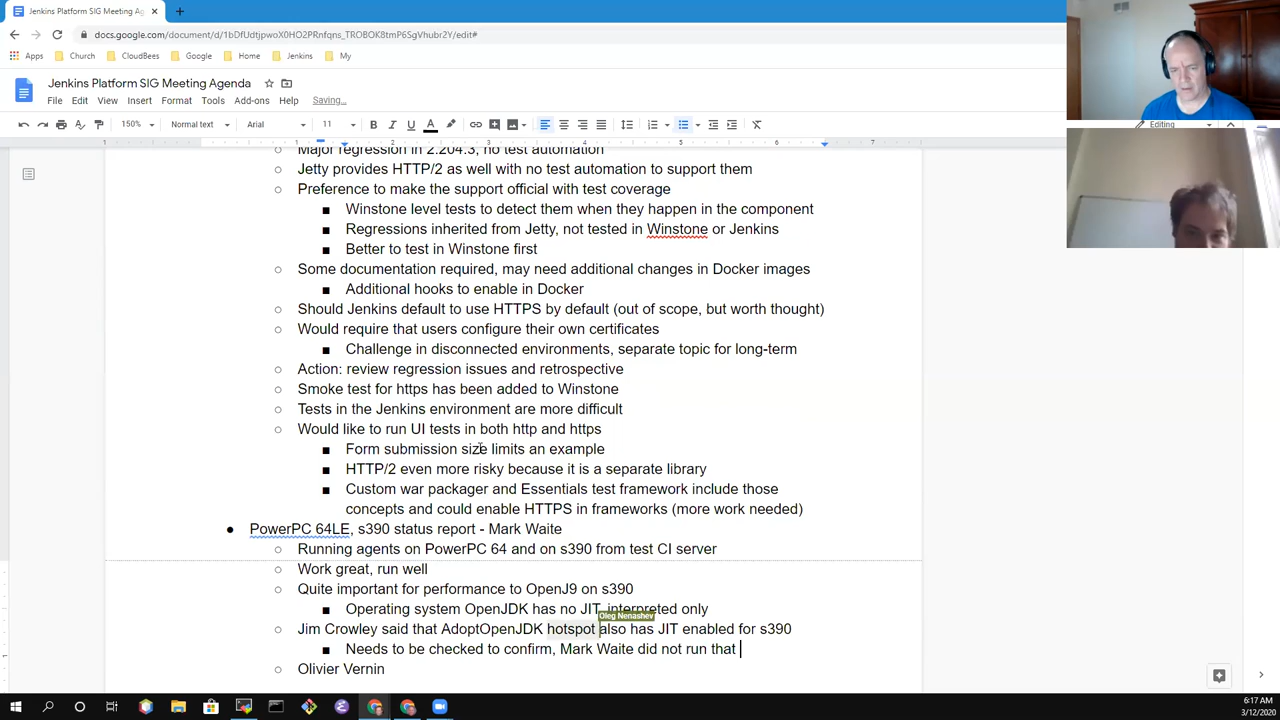 Jenkins Platform SIG Meeting Agenda
docs.google.com/document/d/1bDfUdtjpwoX0HO2PRnfqns_TROBOK8tmP6SgVhubr2Y/edit#
Apps Church CloudBees Google Home Jenkins My
Jenkins Platform SIG Meeting Agenda
File Edit View Insert Format Tools Add-ons Help Saving...
150% Normal text Arial 11 Editing
1 1 2 3 4 5 6 7
Major regression in 2.204.3, no test automation
Jetty provides HTTP/2 as well with no test automation to support them
Preference to make the support official with test coverage
Winstone level tests to detect them when they happen in the component
Regressions inherited from Jetty, not tested in Winstone or Jenkins
Better to test in Winstone first
Some documentation required, may need additional changes in Docker images
Additional hooks to enable in Docker
Should Jenkins default to use HTTPS by default (out of scope, but worth thought)
Would require that users configure their own certificates
Challenge in disconnected environments, separate topic for long-term
Action: review regression issues and retrospective
Smoke test for https has been added to Winstone
Tests in the Jenkins environment are more difficult
Would like to run UI tests in both http and https
Form submission size limits an example
HTTP/2 even more risky because it is a separate library
Custom war packager and Essentials test framework include those
concepts and could enable HTTPS in frameworks (more work needed)
PowerPC 64LE, s390 status report - Mark Waite
Running agents on PowerPC 64 and on s390 from test CI server
Work great, run well
Quite important for performance to OpenJ9 on s390
Operating system OpenJDK has no JIT, interpreted only
Oleg Nenashev
Jim Crowley said that AdoptOpenJDK hotspot also has JIT enabled for s390
Needs to be checked to confirm, Mark Waite did not run that
Olivier Vernin
6:17 AM
3/12/2020